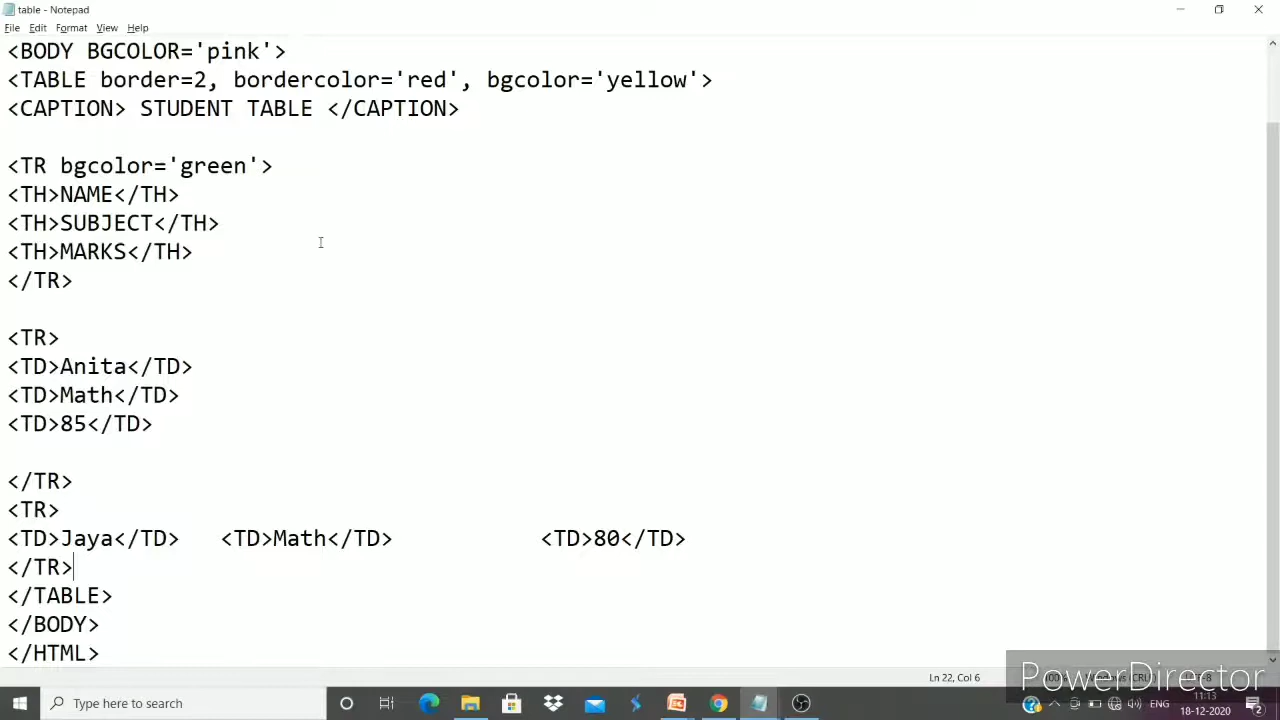 table - Notepad
File Edit Format View Help
<BODY BGCOLOR='pink'>
<TABLE border=2, bordercolor='red', bgcolor='yellow'>
<CAPTION> STUDENT TABLE </CAPTION>
<TR bgcolor='green'>
<TH>NAME</TH>
<TH>SUBJECT</TH>
<TH>MARKS</TH>
</TR>
<TR>
<TD>Anita</TD>
<TD>Math</TD>
<TD>85</TD>
</TR>
<TR>
<TD>Jaya</TD> <TD>Math</TD> <TD>80</TD>
</TR>
</TABLE>
</BODY>
</HTML>
Ln 22, Col 6
PowerDirector
Type here to search
ENG
11:13
18-12-2020
2